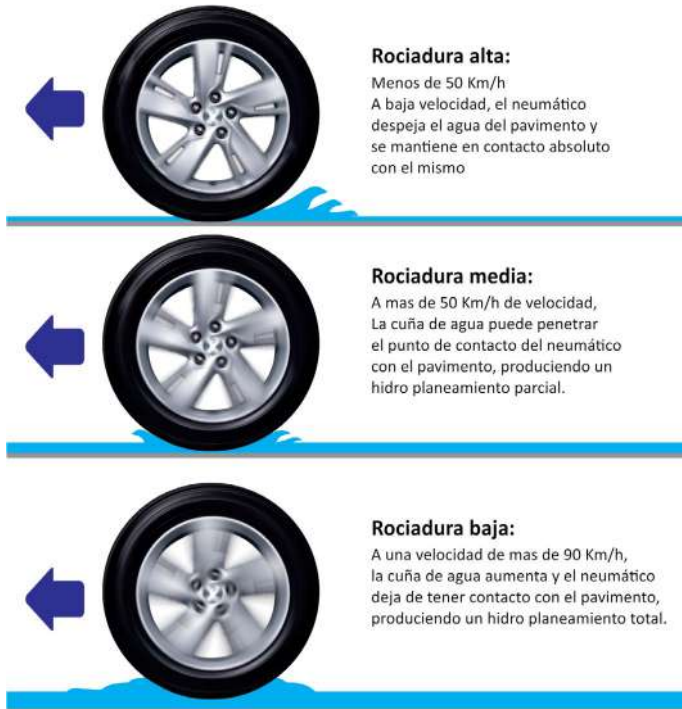 Rociadura alta:
Menos de 50 Km/h
A baja velocidad, el neumático
despeja el agua del pavimento y
se mantiene en contacto absoluto
con el mismo
Rociadura media:
A mas de 50 Km/h de velocidad,
La cuña de agua puede penetrar
el punto de contacto del neumático
con el pavimento, produciendo un
hidro planeamiento parcial.
Rociadura baja:
A una velocidad de mas de 90 Km/h,
la cuña de agua aumenta y el neumático
deja de tener contacto con el pavimento,
produciendo un hidro planeamiento total.